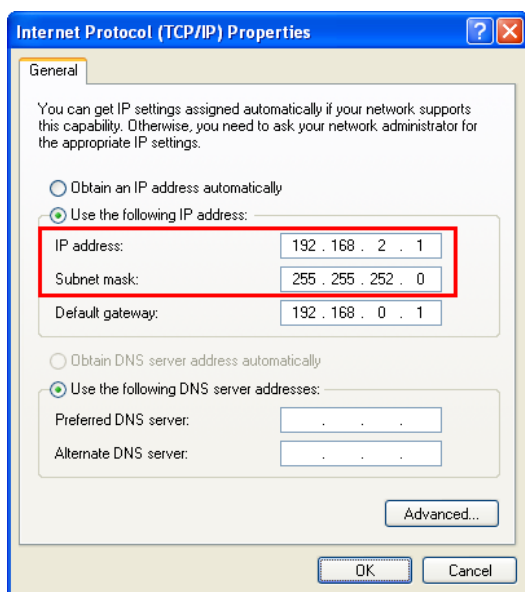 Internet Protocol (TCP/IP) Properties
General
You can get IP settings assigned automatically if your network supports
this capability. Otherwise, you need to ask your network administrator for
the appropriate IP settings.
Obtain an IP address automatically
Use the following IP address:
IP address: 192 . 168 . 2 . 1
Subnet mask: 255 . 255 . 252 . 0
Default gateway: 192 . 168 . 0 . 1
Obtain DNS server address automatically
Use the following DNS server addresses:
Preferred DNS server: . . .
Alternate DNS server: . . .
Advanced...
OK Cancel